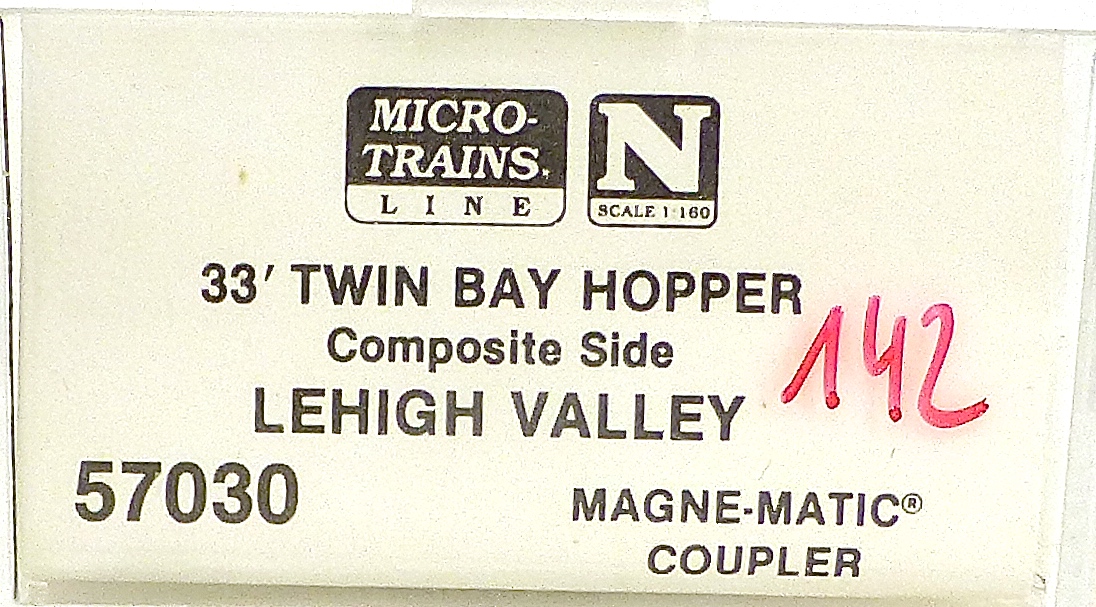 MICRO-
TRAINS.
LINE
N
SCALE 1:160
33' TWIN BAY HOPPER
Composite Side
LEHIGH VALLEY
142
57030
MAGNE-MATIC®
COUPLER